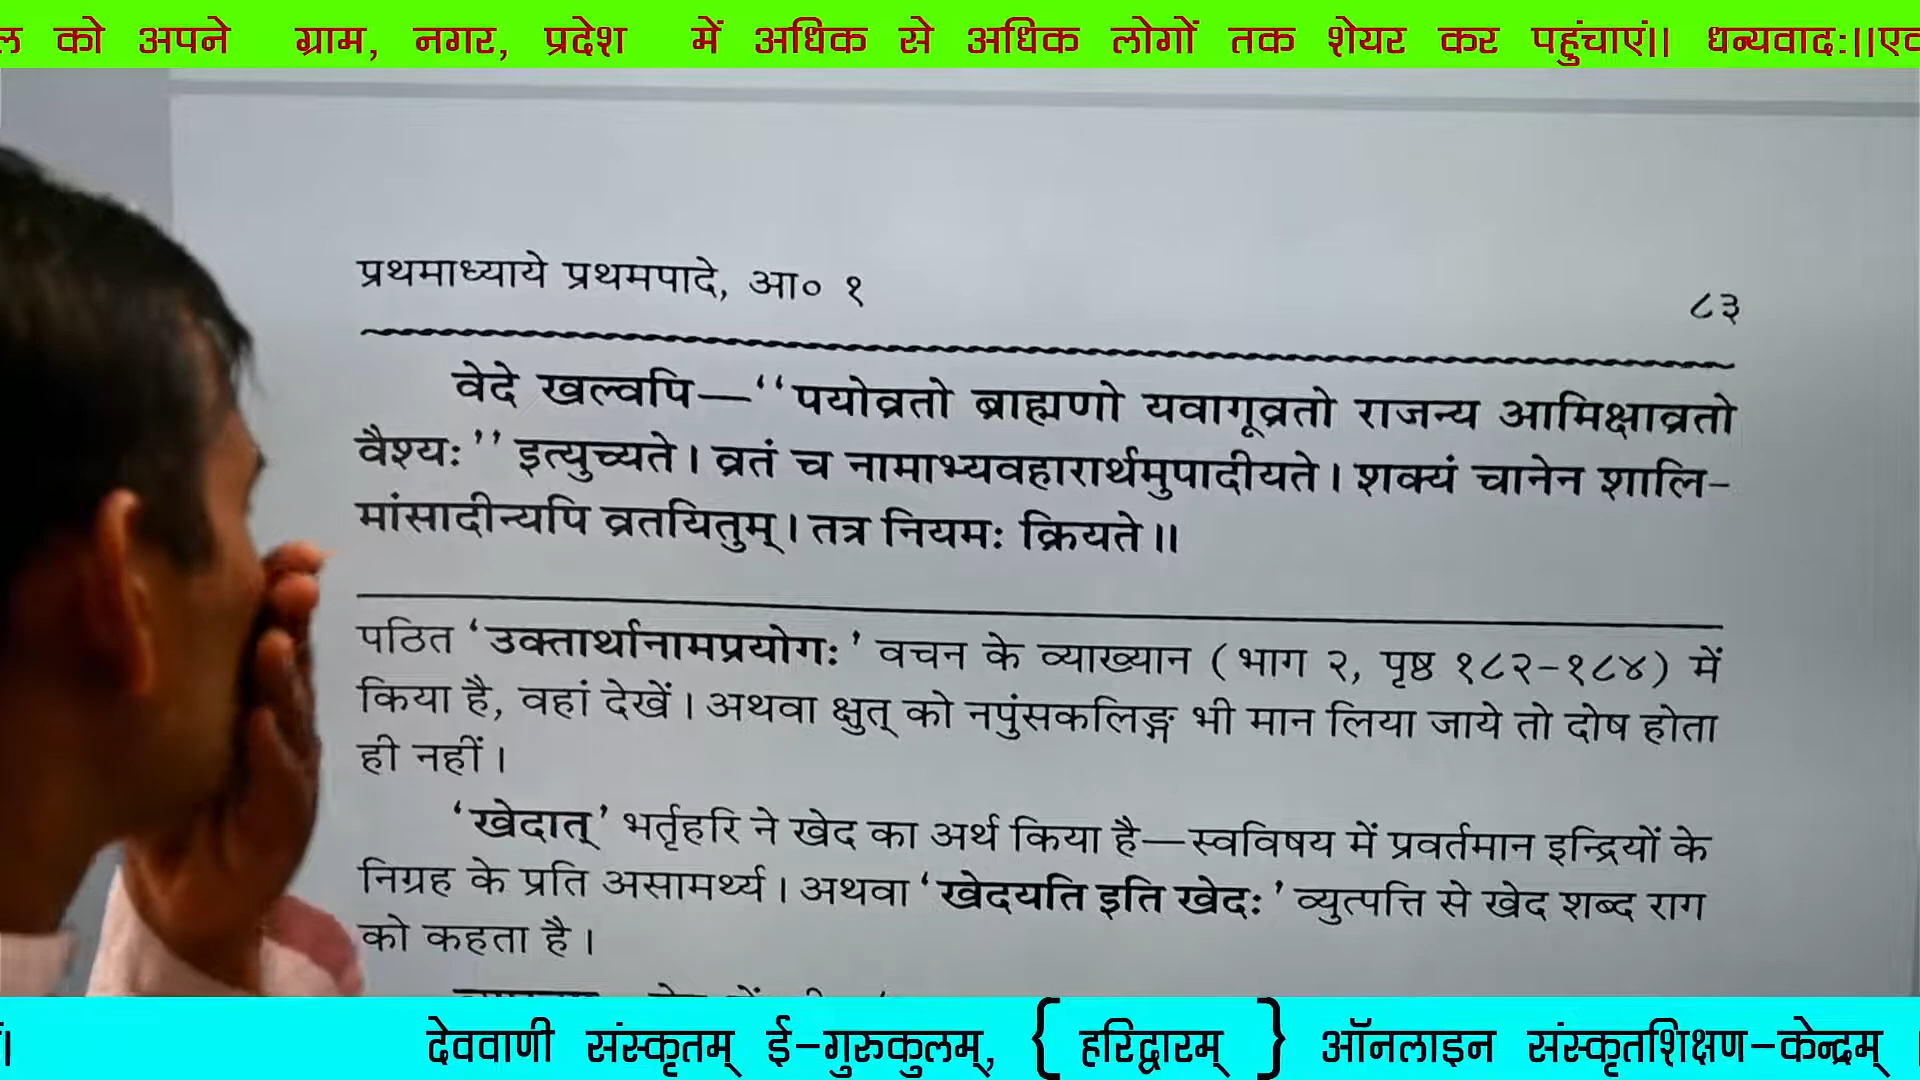 को अपने ग्राम, नगर, प्रदेश में अधिक से अधिक लोगों तक शेयर कर पहुंचाएं।। धन्यवादः।।
प्रथमाध्याये प्रथमपादे, आ० १
८३
वेदे खल्वपि—‘‘पयोव्रतो ब्राह्मणो यवागूव्रतो राजन्य आमिक्षाव्रतो
वैश्यः’’ इत्युच्यते। व्रतं च नामाभ्यवहारार्थमुपादीयते। शक्यं चानेन शालि-
मांसादीन्यपि व्रतयितुम्। तत्र नियमः क्रियते॥
पठित ‘उक्तार्थानामप्रयोगः’ वचन के व्याख्यान (भाग २, पृष्ठ १८२-१८४) में
किया है, वहां देखें। अथवा क्षुत् को नपुंसकलिङ्ग भी मान लिया जाये तो दोष होता
ही नहीं।
‘खेदात्’ भर्तृहरि ने खेद का अर्थ किया है—स्वविषय में प्रवर्तमान इन्द्रियों के
निग्रह के प्रति असामर्थ्य। अथवा ‘खेदयति इति खेदः’ व्युत्पत्ति से खेद शब्द राग
को कहता है।
देववाणी संस्कृतम् ई-गुरुकुलम्, { हरिद्वारम् } ऑनलाइन संस्कृतशिक्षण-केन्द्रम्